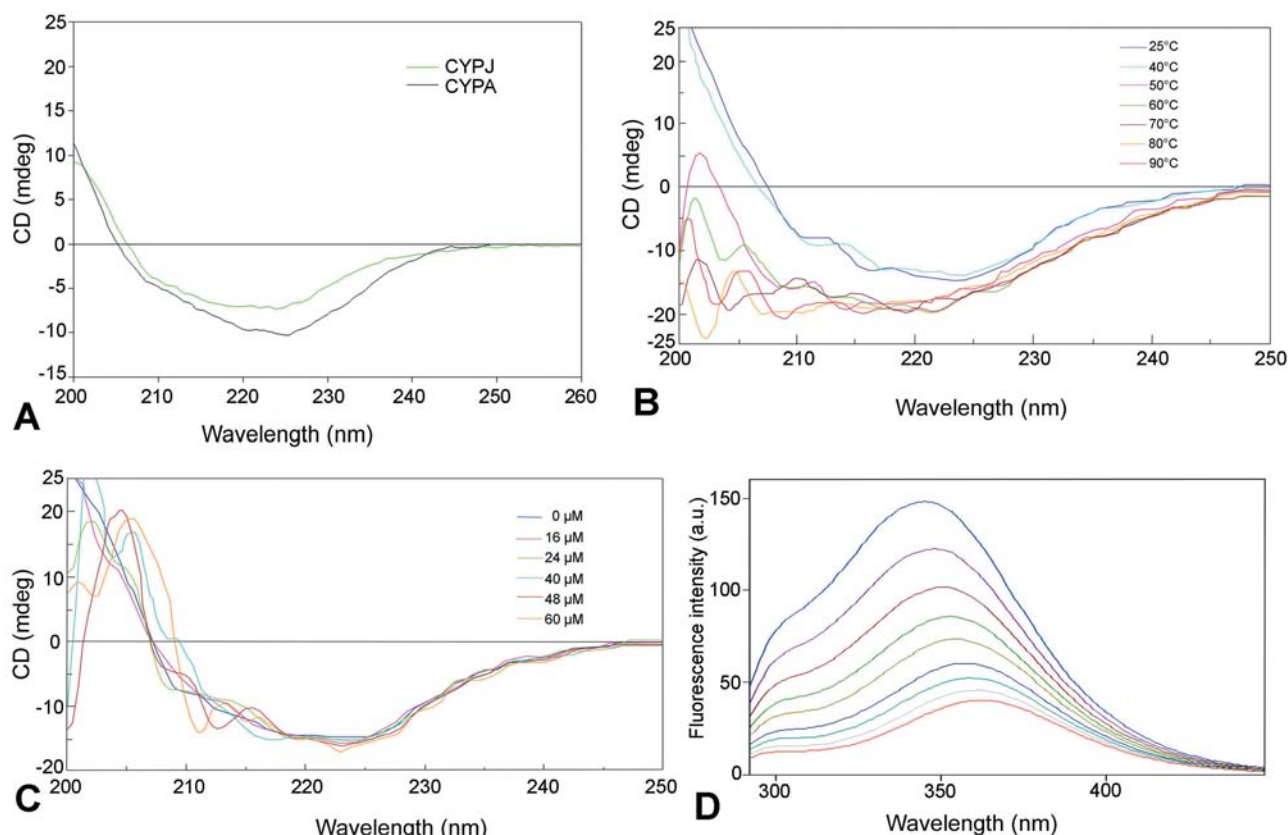 25
20
15
10
5
0
-5
-10
-15
CD (mdeg)
CYPJ
CYPA
200 210 220 230 240 250 260
Wavelength (nm)
A
25
20
10
0
-10
-20
-25
CD (mdeg)
25°C
40°C
50°C
60°C
70°C
80°C
90°C
200 210 220 230 240 250
Wavelength (nm)
B
25
20
10
0
-10
-20
CD (mdeg)
0 µM
16 µM
24 µM
40 µM
48 µM
60 µM
200 210 220 230 240 250
Wavelength (nm)
C
150
100
50
0
Fluorescence intensity (a.u.)
300 350 400
Wavelength (nm)
D